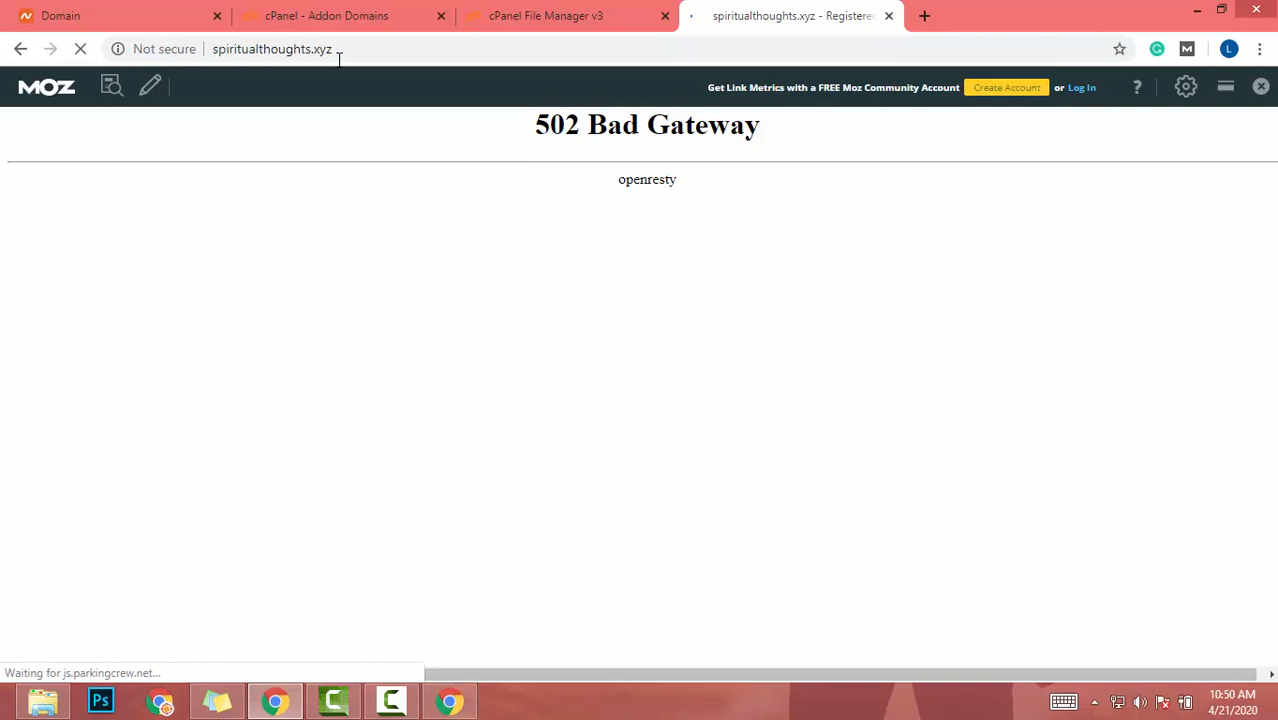 Domain
cPanel - Addon Domains
cPanel File Manager v3
spiritualthoughts.xyz - Registered
Not secure
spiritualthoughts.xyz
M
L
MOZ
Get Link Metrics with a FREE Moz Community Account
Create Account
or
Log In
?
502 Bad Gateway
openresty
Waiting for js.parkingcrew.net...
Ps
10:50 AM
4/21/2020